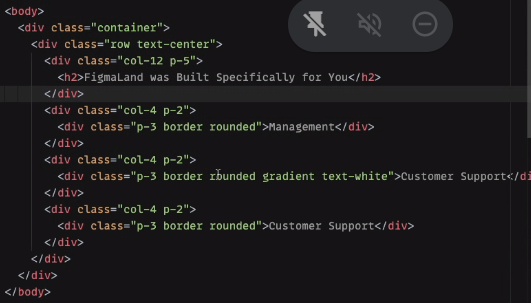 <body>
<div class="container">
<div class="row text-center">
<div class="col-12 p-5">
<h2>FigmaLand was Built Specifically for You</h2>
</div>
<div class="col-4 p-2">
<div class="p-3 border rounded">Management</div>
</div>
<div class="col-4 p-2">
<div class="p-3 border rounded gradient text-white">Customer Support</di
</div>
<div class="col-4 p-2">
<div class="p-3 border rounded">Customer Support</div>
</div>
</div>
</div>
</body>